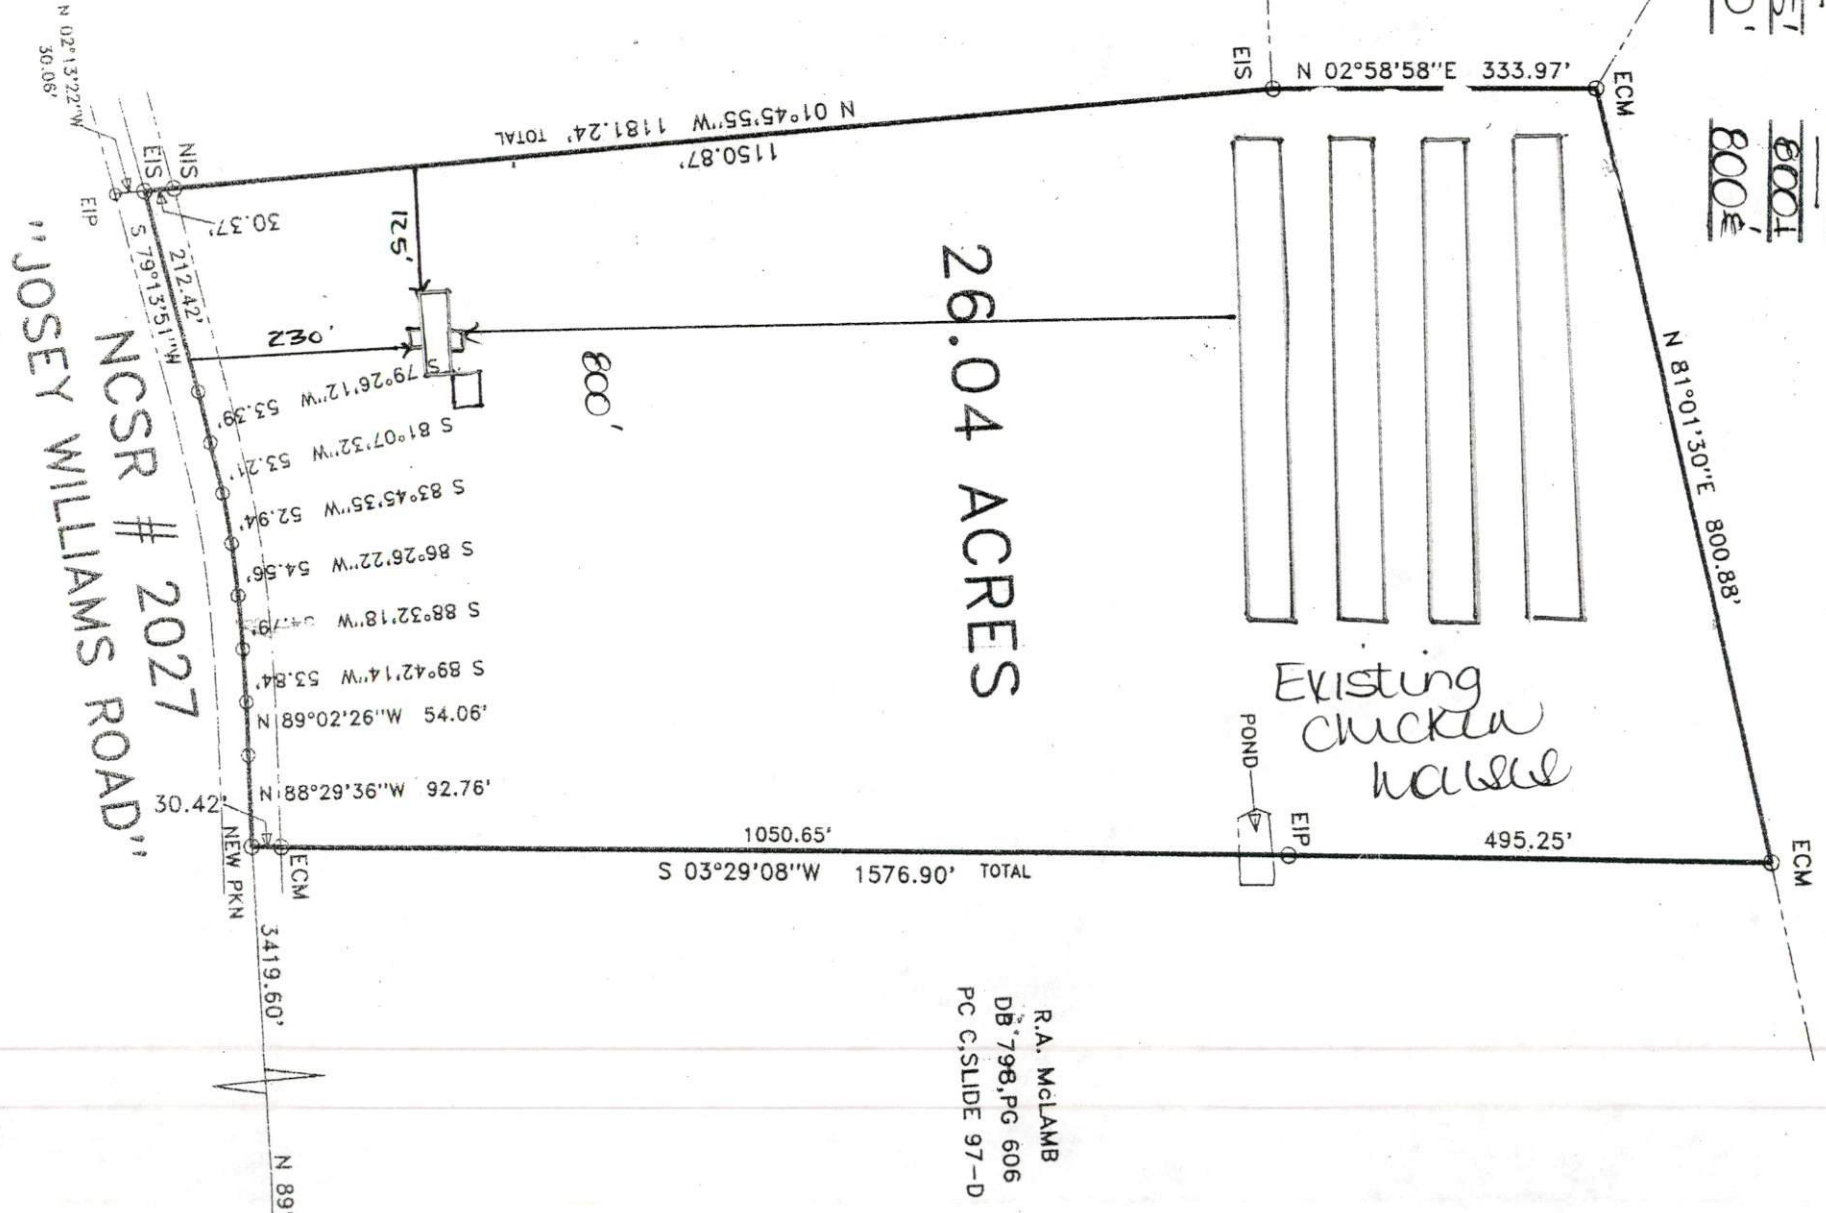 N 02°58'58"E 333.97'
EIS
ECM
800±
800±'
N 02°13'22"W
30.06'
N 01°45'55"W 1181.24' TOTAL
1150.87'
NIS
EIS
EIP
30.37'
125'
212.42'
S 79°13'51"W
230'
800'
26.04 ACRES
N 81°01'30"E 800.88'
"JOSEY WILLIAMS ROAD"
NCSR # 2027
S 79°26'12"W 53.39'
S 81°07'32"W 53.21'
S 83°45'35"W 52.94'
S 86°26'22"W 54.56'
S 88°32'18"W 54.79'
S 89°42'14"W 53.84'
N 89°02'26"W 54.06'
N 88°29'36"W 92.76'
30.42'
NEW PKN
ECM
Existing
chicken
houses
POND
EIP
1050.65'
S 03°29'08"W 1576.90' TOTAL
495.25'
ECM
3419.60'
R.A. McLAMB
DB 798,PG 606
PC C,SLIDE 97-D
N 89°